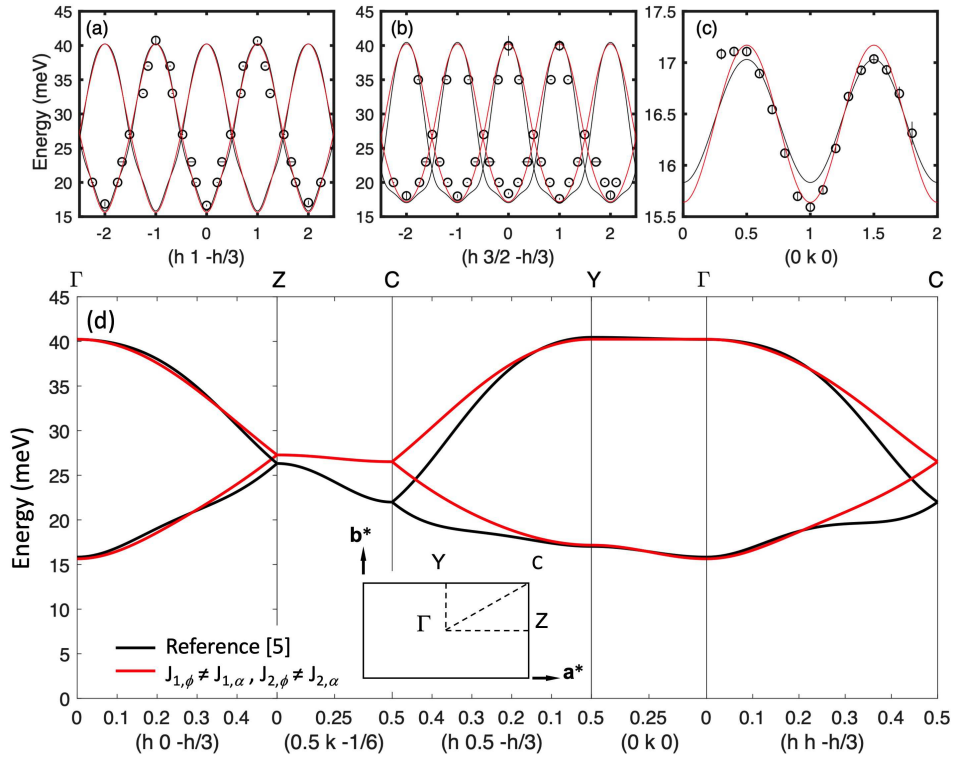 (a) (b) (c)
Energy (meV)
40 35 30 25 20 15
45 40 35 30 25 20 15
17.5 17 16.5 16 15.5
-2 -1 0 1 2
-2 -1 0 1 2
0 0.5 1 1.5 2
(h 1 -h/3) (h 3/2 -h/3) (0 k 0)
Γ Z C Y Γ C
(d)
Energy (meV)
45
40
35
30
25
20
15
10
5
0
b*
Y C
Γ Z
a*
Reference [5]
J1,ϕ ≠ J1,α , J2,ϕ ≠ J2,α
0 0.1 0.2 0.3 0.4 0 0.25 0.5 0.4 0.3 0.2 0.1 0.5 0.25 0 0.1 0.2 0.3 0.4 0.5
(h 0 -h/3) (0.5 k -1/6) (h 0.5 -h/3) (0 k 0) (h h -h/3)